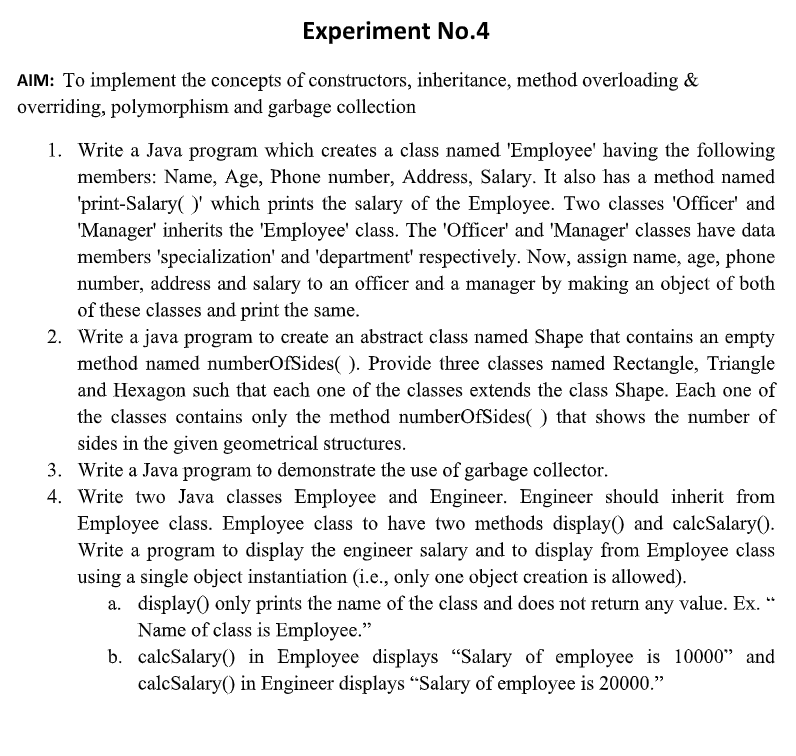 Experiment No.4
AIM: To implement the concepts of constructors, inheritance, method overloading &
overriding, polymorphism and garbage collection
1. Write a Java program which creates a class named 'Employee' having the following
members: Name, Age, Phone number, Address, Salary. It also has a method named
'print-Salary( )' which prints the salary of the Employee. Two classes 'Officer' and
'Manager' inherits the 'Employee' class. The 'Officer' and 'Manager' classes have data
members 'specialization' and 'department' respectively. Now, assign name, age, phone
number, address and salary to an officer and a manager by making an object of both
of these classes and print the same.
2. Write a java program to create an abstract class named Shape that contains an empty
method named numberOfSides( ). Provide three classes named Rectangle, Triangle
and Hexagon such that each one of the classes extends the class Shape. Each one of
the classes contains only the method numberOfSides( ) that shows the number of
sides in the given geometrical structures.
3. Write a Java program to demonstrate the use of garbage collector.
4. Write two Java classes Employee and Engineer. Engineer should inherit from
Employee class. Employee class to have two methods display() and calcSalary().
Write a program to display the engineer salary and to display from Employee class
using a single object instantiation (i.e., only one object creation is allowed).
a. display() only prints the name of the class and does not return any value. Ex. “
Name of class is Employee.”
b. calcSalary() in Employee displays “Salary of employee is 10000” and
calcSalary() in Engineer displays “Salary of employee is 20000.”